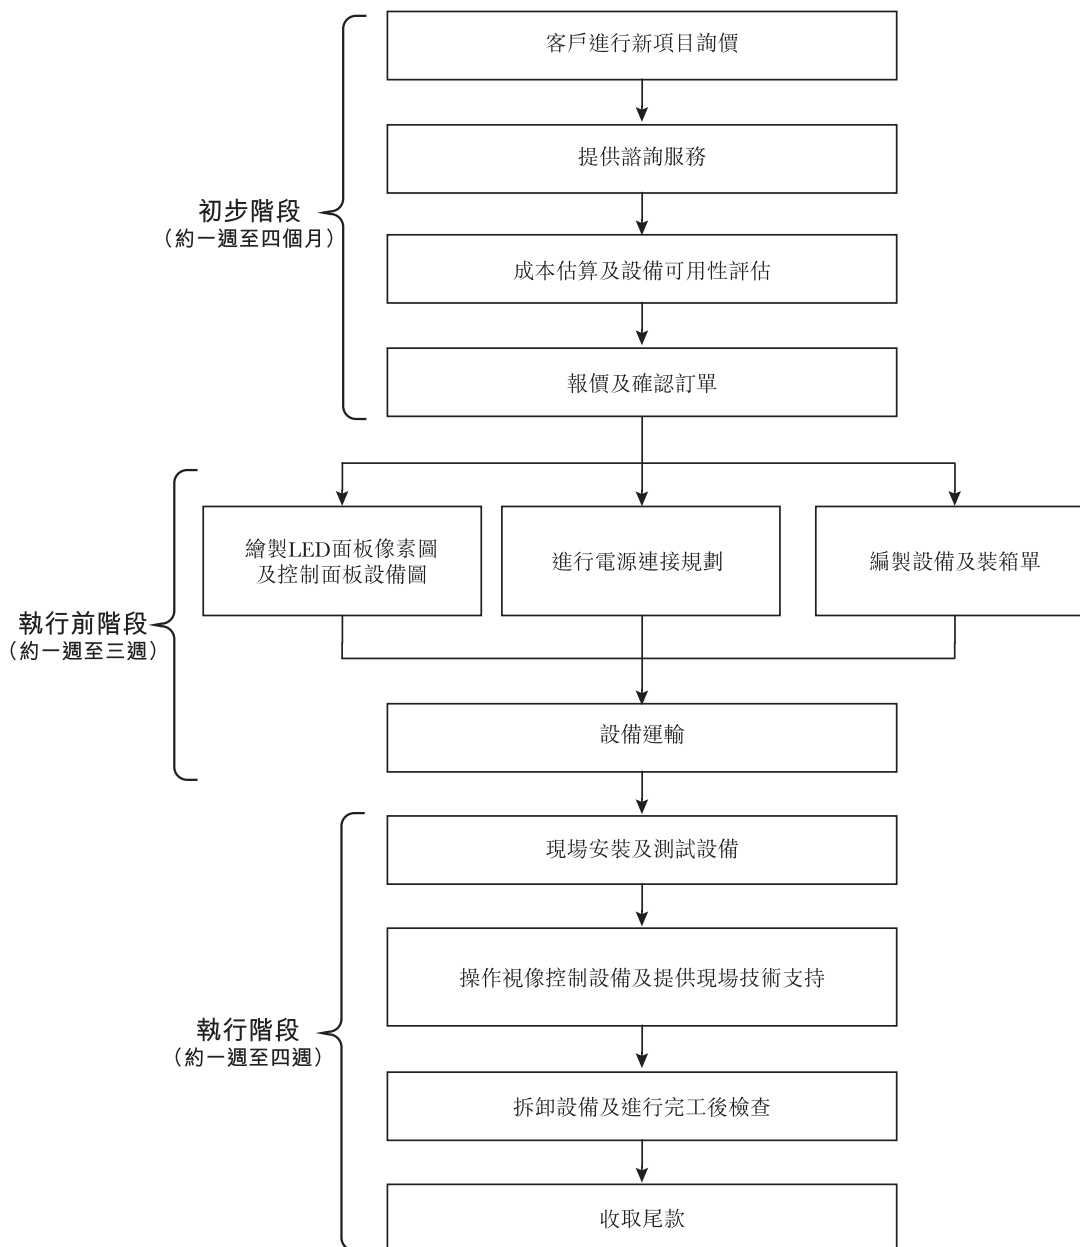 客戶進行新項目詢價
提供諮詢服務
初步階段
（約一週至四個月）
成本估算及設備可用性評估
報價及確認訂單
繪製LED面板像素圖
及控制面板設備圖
進行電源連接規劃
編製設備及裝箱單
執行前階段
（約一週至三週）
設備運輸
現場安裝及測試設備
操作視像控制設備及提供現場技術支持
執行階段
（約一週至四週）
拆卸設備及進行完工後檢查
收取尾款